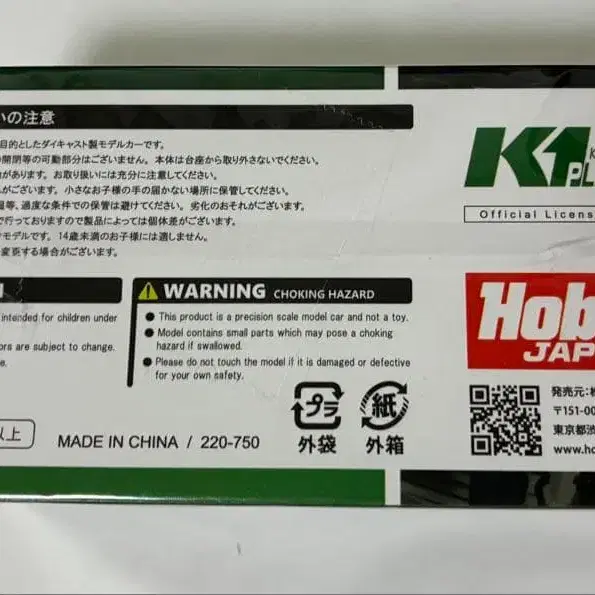 いの注意
目的としたダイキャスト製モデルカーです。
開閉等の可動部分はございません。本体は台座から取り外さないでください。
があります。お取り扱いには充分に注意してください。
がございます。小さなお子様の手の届かない場所に保管してください。
温等、過度な条件での保管は避けてください。劣化のおそれがございます。
で行っておりますので製品によっては個体差がございます。
モデルです。14歳未満のお子様には適しません。
変更する場合がございます。
intended for children under
ors are subject to change.
e.
WARNING CHOKING HAZARD
● This product is a precision scale model car and not a toy.
● Model contains small parts which may pose a choking
hazard if swallowed.
● Please do not touch the model if it is damaged or defective
for your own safety.
以上
MADE IN CHINA / 220-750
プラ
外袋
紙
外箱
K1
K
PL
Official Licens
Hob
JAP
発売元:株
〒151-00
東京都渋
www.ho